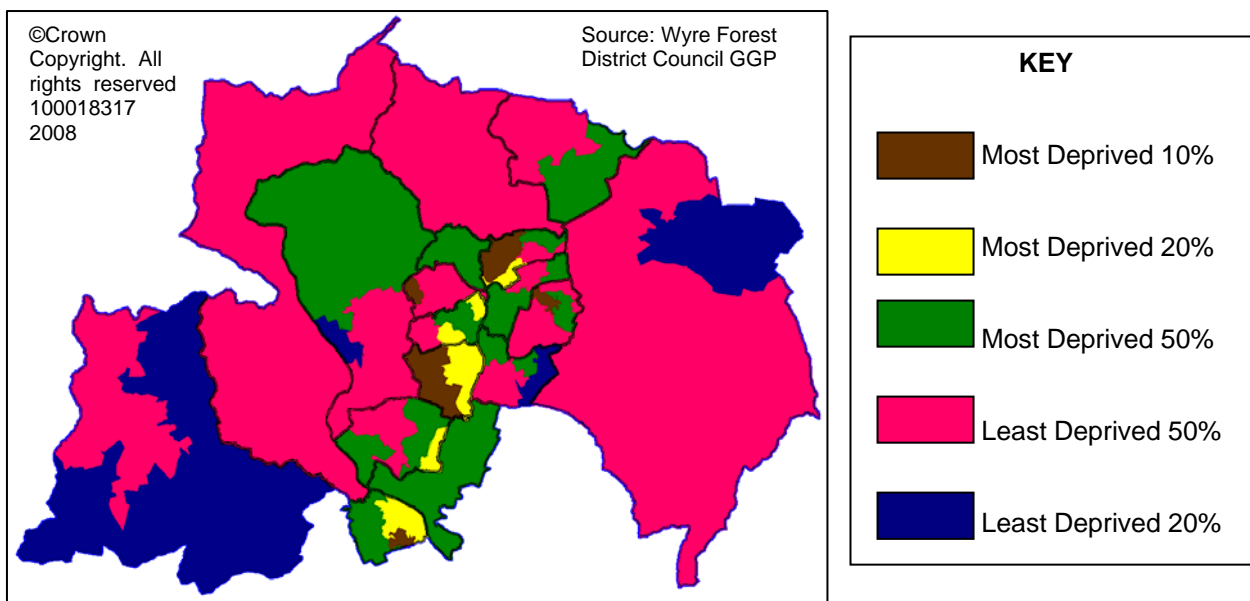 ©Crown
Copyright. All
rights reserved
100018317
2008
Source: Wyre Forest
District Council GGP
KEY
Most Deprived 10%
Most Deprived 20%
Most Deprived 50%
Least Deprived 50%
Least Deprived 20%